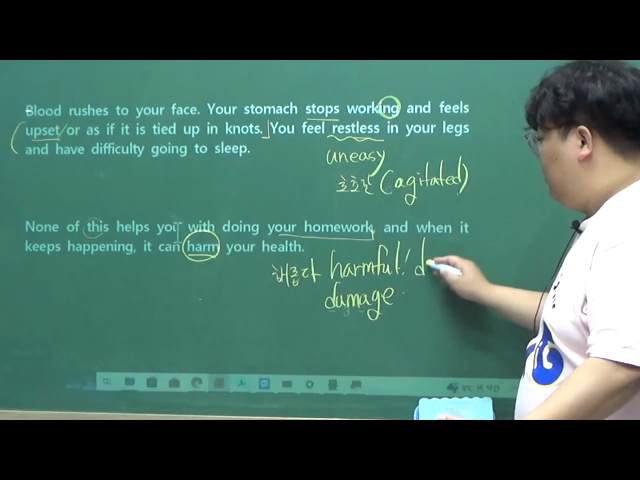 Blood rushes to your face. Your stomach stops working and feels
upset or as if it is tied up in knots. You feel restless in your legs
and have difficulty going to sleep.
uneasy
초조한 (agitated)
None of this helps you with doing your homework, and when it
keeps happening, it can harm your health.
해롭다 harmful! d
damage